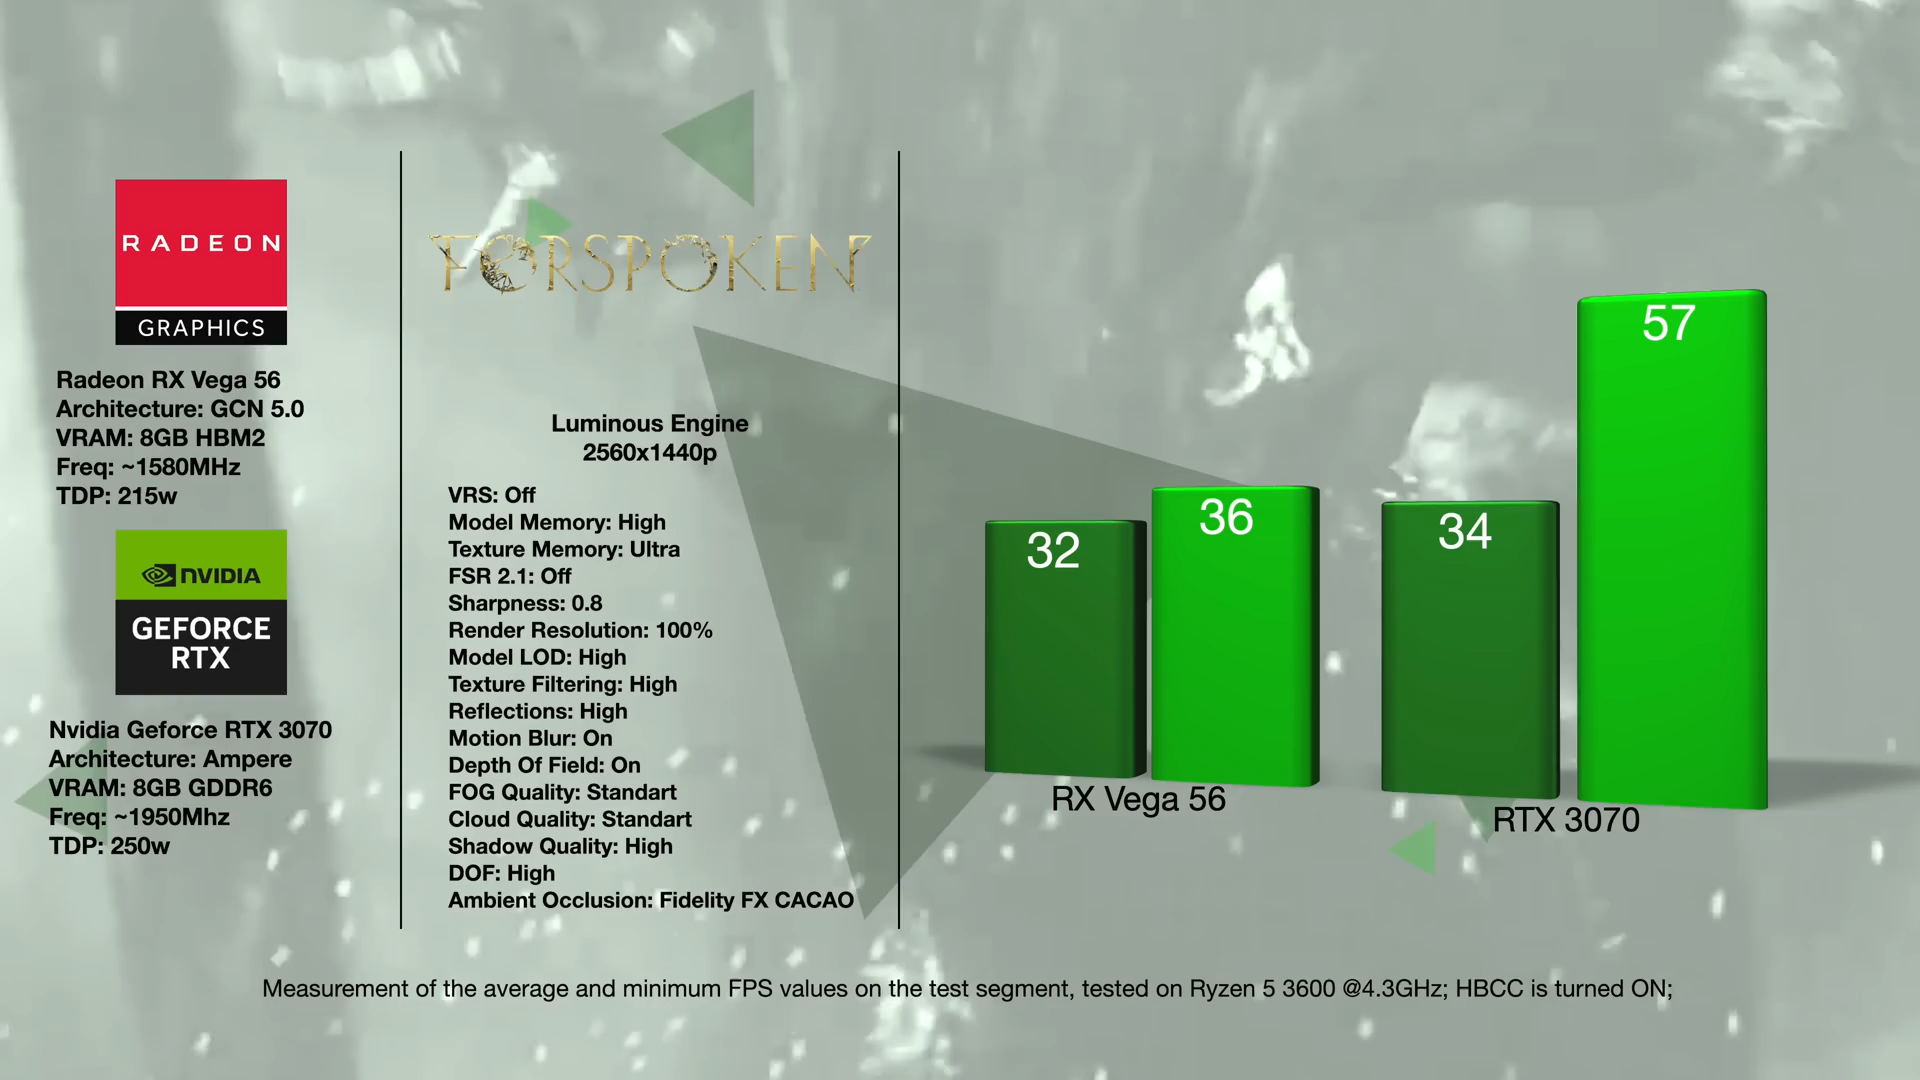 RADEON
GRAPHICS
Radeon RX Vega 56
Architecture: GCN 5.0
VRAM: 8GB HBM2
Freq: ~1580MHz
TDP: 215w
NVIDIA
GEFORCE
RTX
Nvidia Geforce RTX 3070
Architecture: Ampere
VRAM: 8GB GDDR6
Freq: ~1950Mhz
TDP: 250w
FORSPOKEN
Luminous Engine
2560x1440p
VRS: Off
Model Memory: High
Texture Memory: Ultra
FSR 2.1: Off
Sharpness: 0.8
Render Resolution: 100%
Model LOD: High
Texture Filtering: High
Reflections: High
Motion Blur: On
Depth Of Field: On
FOG Quality: Standart
Cloud Quality: Standart
Shadow Quality: High
DOF: High
Ambient Occlusion: Fidelity FX CACAO
32
36
34
57
RX Vega 56
RTX 3070
Measurement of the average and minimum FPS values on the test segment, tested on Ryzen 5 3600 @4.3GHz; HBCC is turned ON;